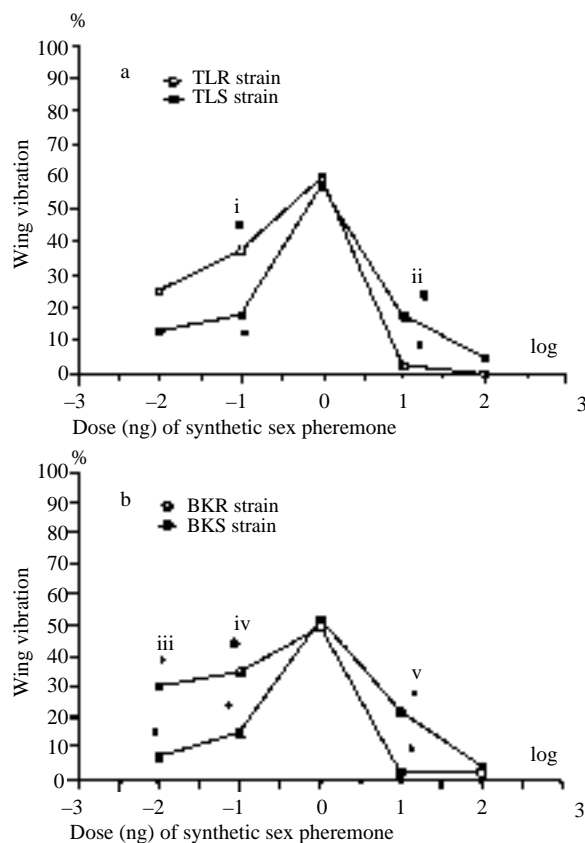 %
100
a
TLR strain
TLS strain
90
80
70
60
50
30
20
10
0
Wing vibration
i
ii
log
–3 –2 –1 0 1 2 3
Dose (ng) of synthetic sex pheremone
%
100
b
BKR strain
BKS strain
90
80
70
60
50
40
30
20
10
0
Wing vibration
iii
iv
v
log
–3 –2 –1 0 1 2 3
Dose (ng) of synthetic sex pheremone